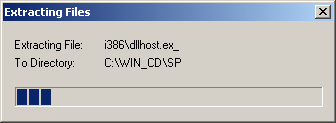 Extracting Files
Extracting File: i386\dllhost.ex_
To Directory: C:\WIN_CD\SP